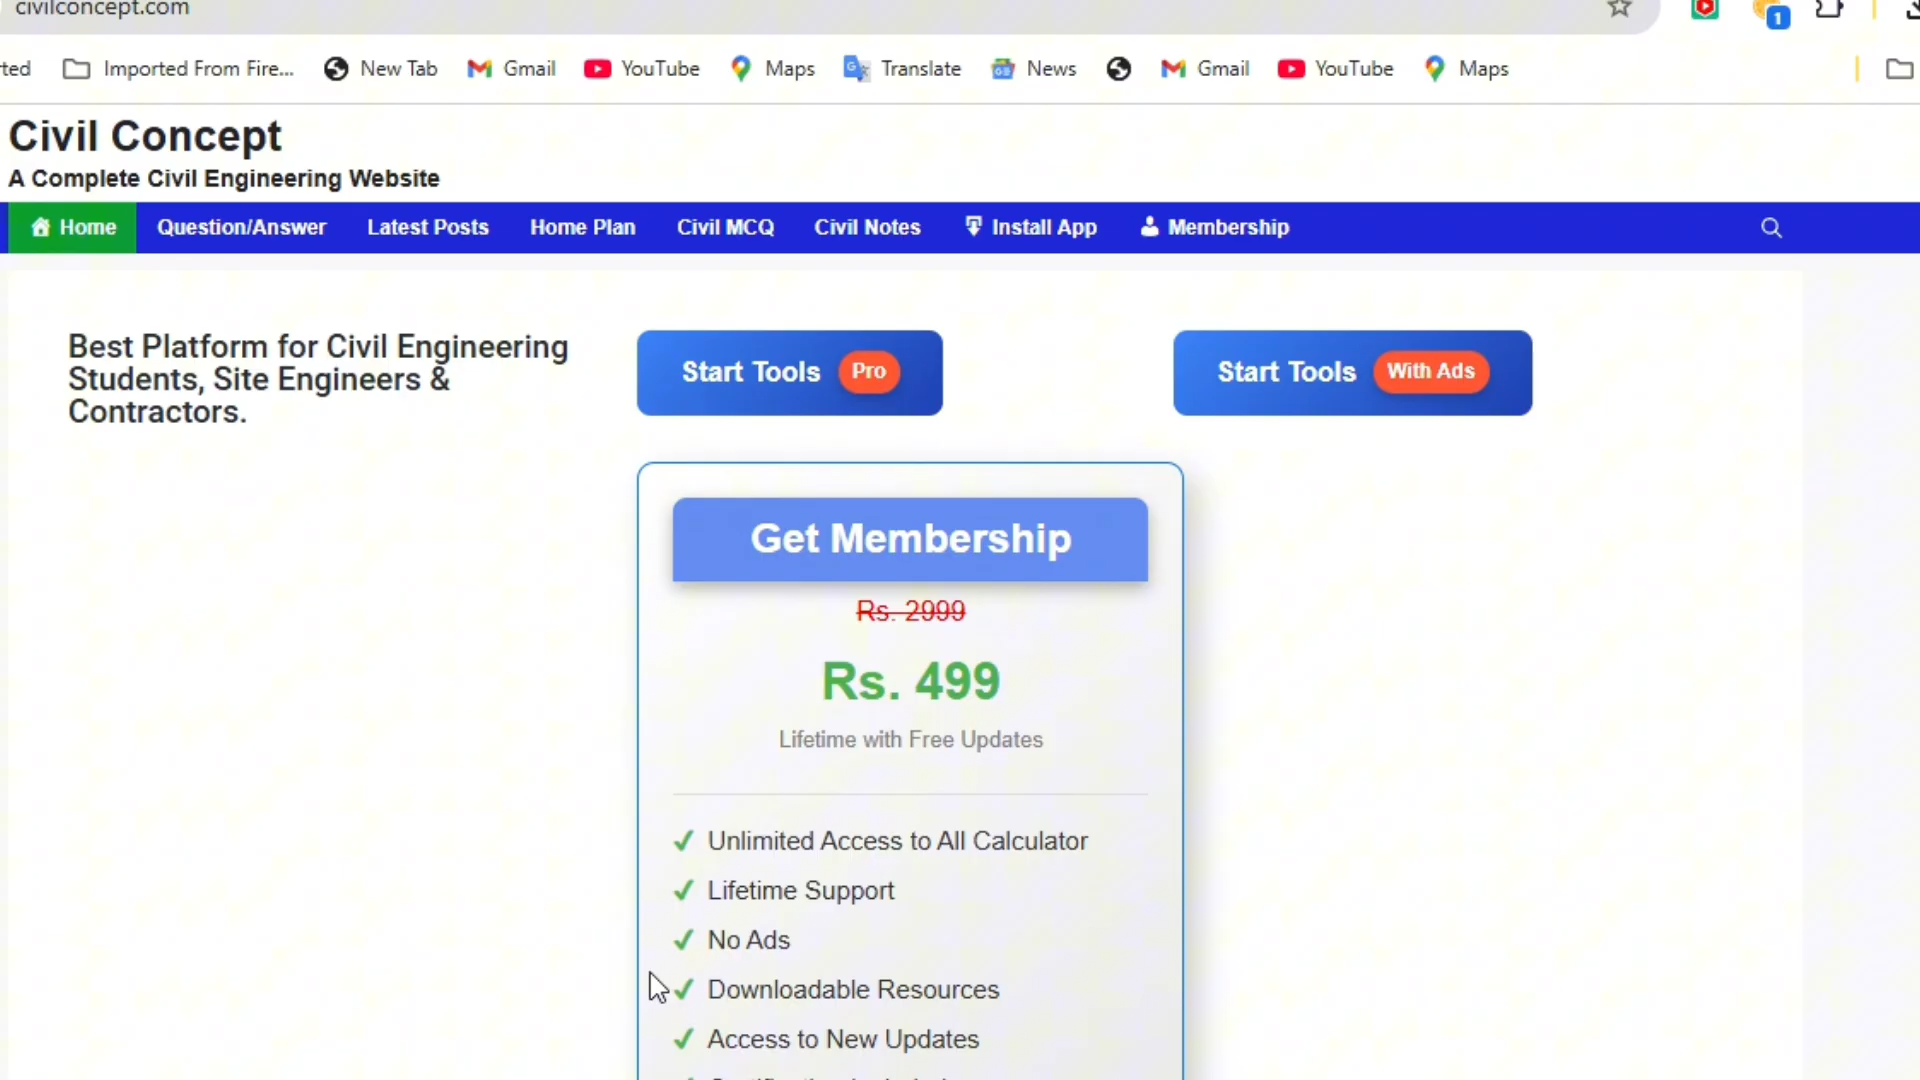 civilconcept.com
1
rted
Imported From Fire...
New Tab
Gmail
YouTube
Maps
Translate
News
Gmail
YouTube
Maps
Civil Concept
A Complete Civil Engineering Website
Home
Question/Answer
Latest Posts
Home Plan
Civil MCQ
Civil Notes
Install App
Membership
Best Platform for Civil Engineering
Students, Site Engineers &
Contractors.
Start Tools Pro
Start Tools With Ads
Get Membership
Rs. 2999
Rs. 499
Lifetime with Free Updates
Unlimited Access to All Calculator
Lifetime Support
No Ads
Downloadable Resources
Access to New Updates